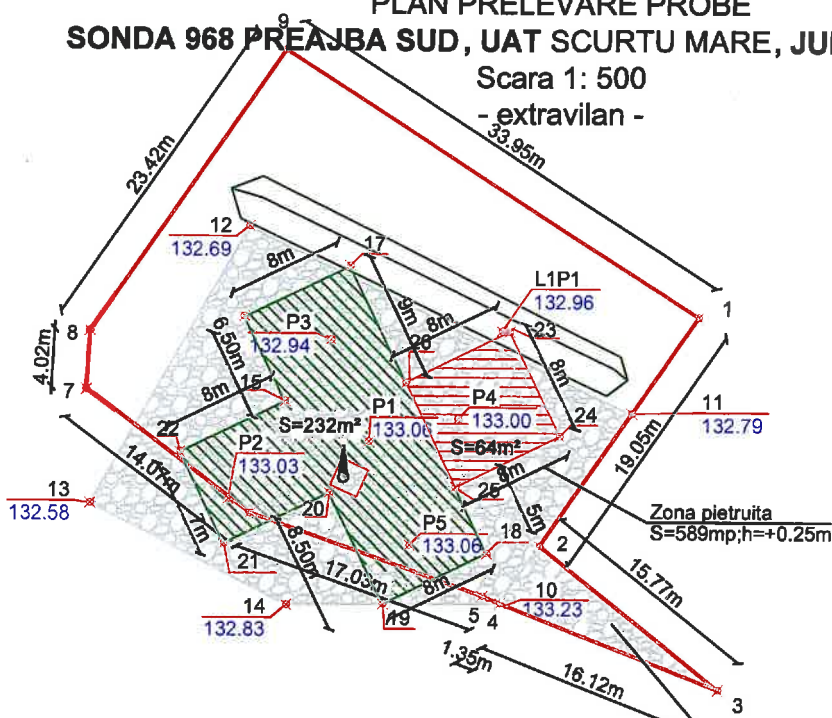 PLAN PRELEVARE PROBE
SONDA 968 PREAJBA SUD, UAT SCURTU MARE,
Scara 1: 500
- extravilan -
9
33.95m
23.42m
12
132.69
8m
17
L1P1
132.96
1
8
4.02m
7
6.50m
P3
132.94
9m
8m
26
23
8m
8m
15
P1
133.06
P4
133.00
24
11
132.79
22
S=232m²
S=64m²
19.05m
P2
133.03
8m
25
14.07m
13
132.58
7m
20
5m
Zona pietruita
S=589mp;h=+0.25m
21
8.50m
P5
133.06
18
2
17.03m
8m
15.77m
14
132.83
19
5
4
10
133.23
1.35m
16.12m
3